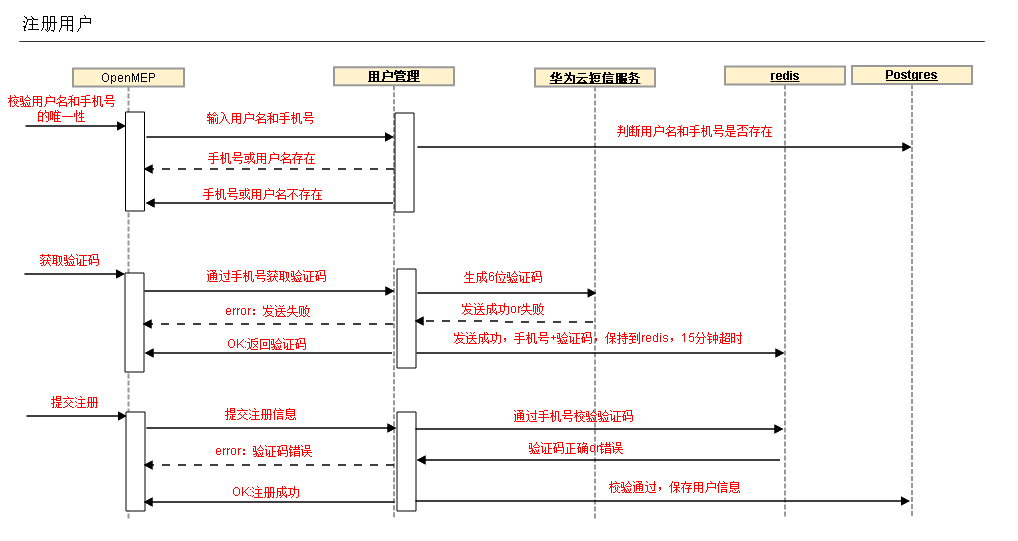 注册用户
OpenMEP
用户管理
华为云短信服务
redis
Postgres
校验用户名和手机号
的唯一性
输入用户名和手机号
判断用户名和手机号是否存在
手机号或用户名存在
手机号或用户名不存在
获取验证码
通过手机号获取验证码
生成6位验证码
error：发送失败
发送成功or失败
OK:返回验证码
发送成功，手机号+验证码，保持到redis，15分钟超时
提交注册
提交注册信息
通过手机号校验验证码
error：验证码错误
验证码正确or错误
OK:注册成功
校验通过，保存用户信息